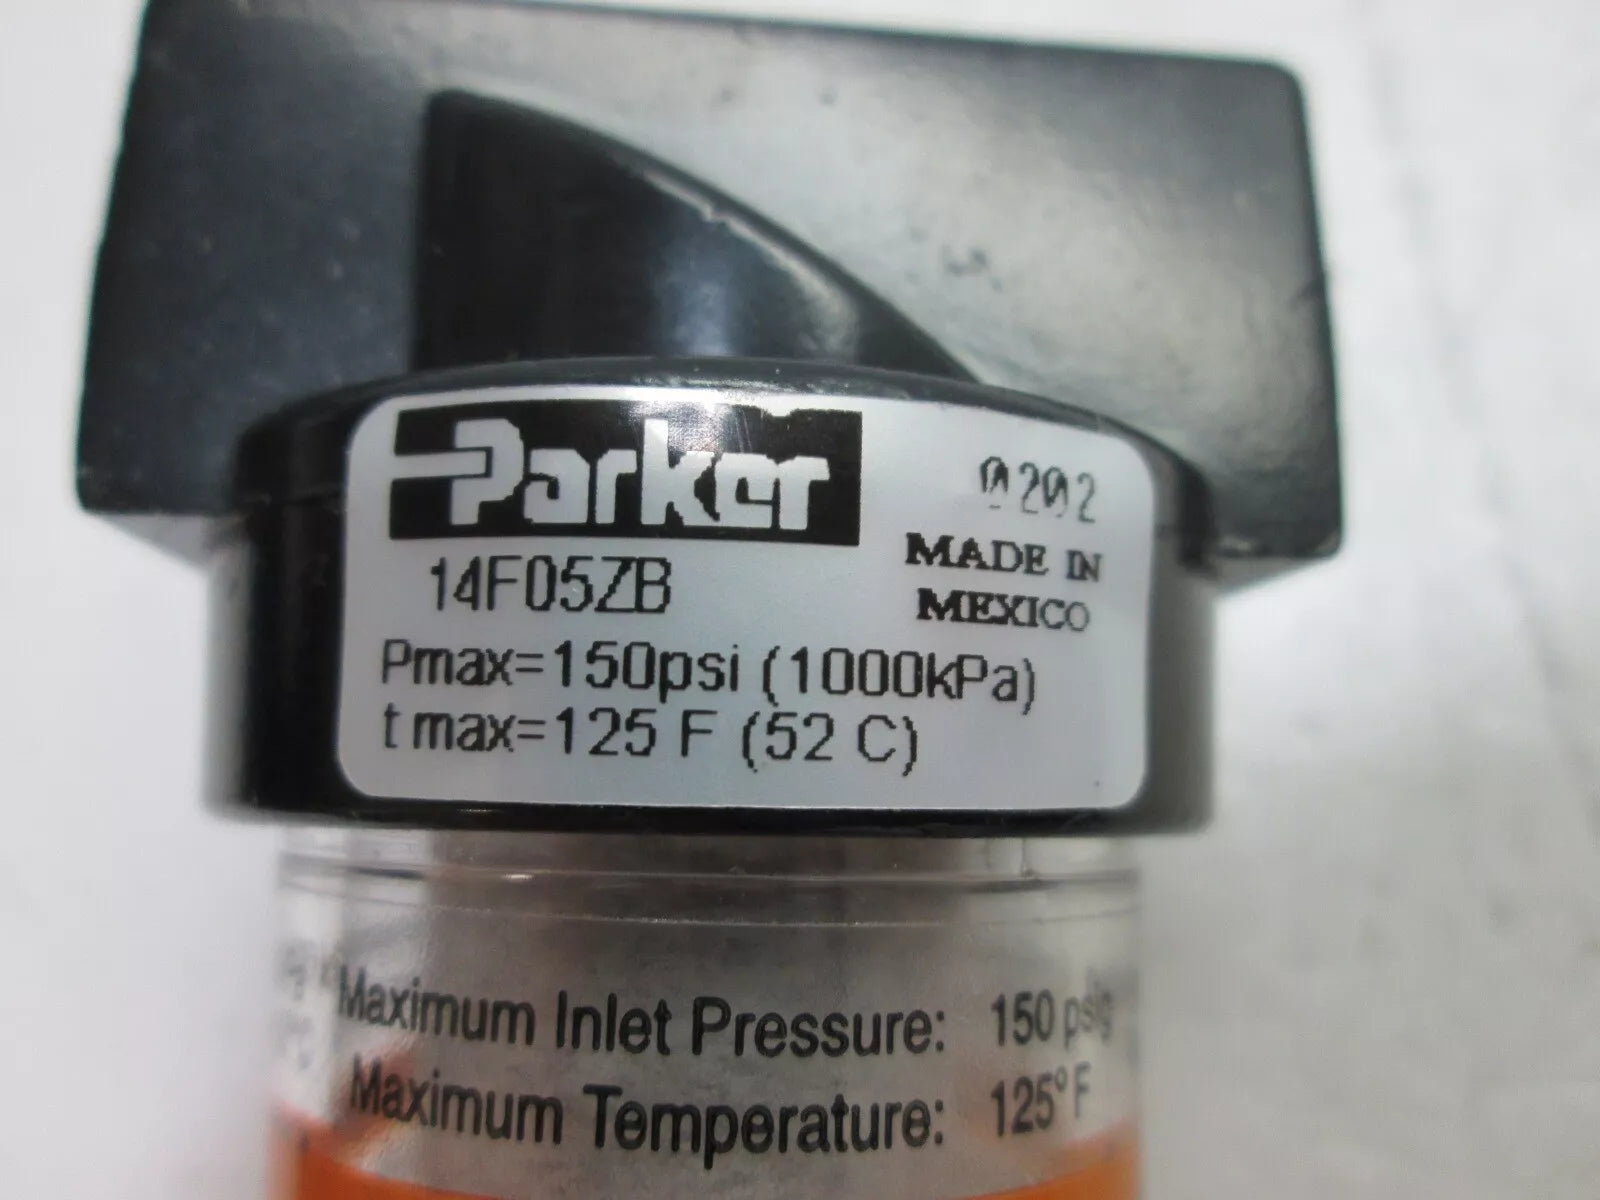 Parker
0202
MADE IN
MEXICO
14F05ZB
Pmax=150psi (1000kPa)
t max=125 F (52 C)
Maximum Inlet Pressure: 150 psig
Maximum Temperature: 125°F